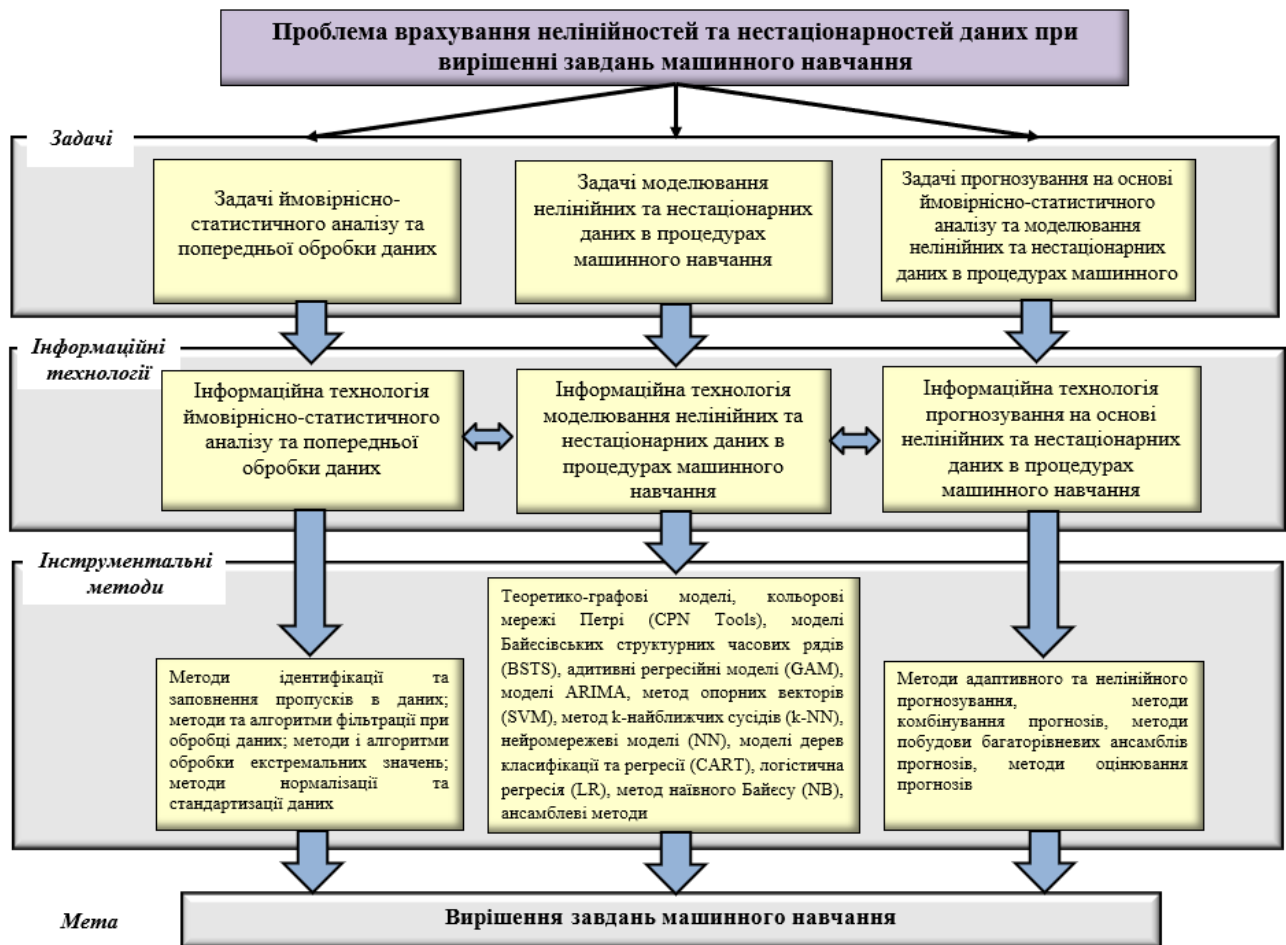 Проблема врахування нелінійностей та нестаціонарностей даних при
вирішенні завдань машинного навчання
Задачі
Задачі ймовірнісно-
статистичного аналізу та
попередньої обробки даних
Задачі моделювання
нелінійних та нестаціонарних
даних в процедурах
машинного навчання
Задачі прогнозування на основі
ймовірнісно-статистичного
аналізу та моделювання
нелінійних та нестаціонарних
даних в процедурах машинного
Інформаційні
технології
Інформаційна технологія
ймовірнісно-статистичного
аналізу та попередньої
обробки даних
Інформаційна технологія
моделювання нелінійних та
нестаціонарних даних в
процедурах машинного
навчання
Інформаційна технологія
прогнозування на основі
нелінійних та нестаціонарних
даних в процедурах
машинного навчання
Інструментальні
методи
Методи ідентифікації та
заповнення пропусків в даних;
методи та алгоритми фільтрації при
обробці даних; методи і алгоритми
обробки екстремальних значень;
методи нормалізації та
стандартизації даних
Теоретико-графові моделі, кольорові
мережі Петрі (CPN Tools), моделі
Байєсівських структурних часових рядів
(BSTS), адитивні регресійні моделі (GAM),
моделі ARIMA, метод опорних векторів
(SVM), метод k-найближчих сусідів (k-NN),
нейромережеві моделі (NN), моделі дерев
класифікації та регресії (CART), логістична
регресія (LR), метод наївного Байєсу (NB),
ансамблеві методи
Методи адаптивного та нелінійного
прогнозування, методи
комбінування прогнозів, методи
побудови багаторівневих ансамблів
прогнозів, методи оцінювання
прогнозів
Мета
Вирішення завдань машинного навчання